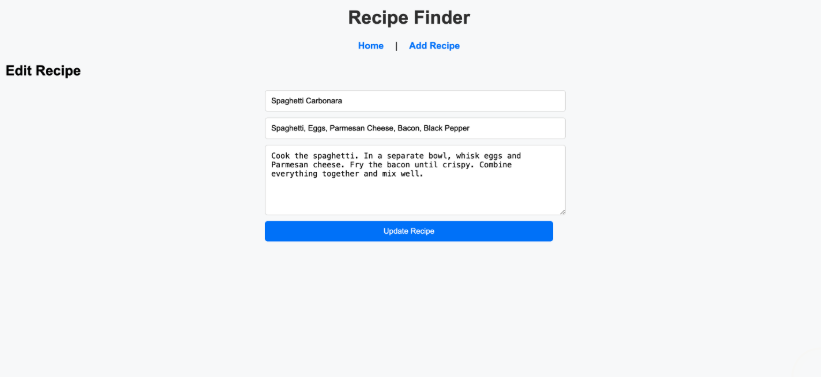 Recipe Finder
Home | Add Recipe
Edit Recipe
Spaghetti Carbonara
Spaghetti, Eggs, Parmesan Cheese, Bacon, Black Pepper
Cook the spaghetti. In a separate bowl, whisk eggs and
Parmesan cheese. Fry the bacon until crispy. Combine
everything together and mix well.
Update Recipe